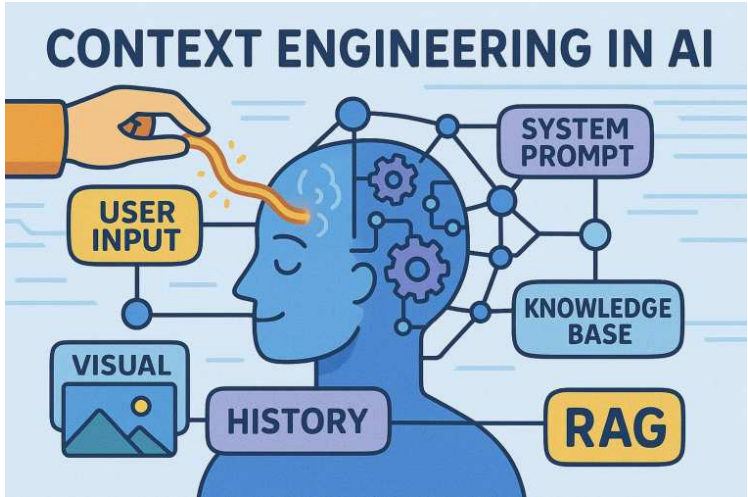 CONTEXT ENGINEERING IN AI
SYSTEM
PROMPT
USER
INPUT
KNOWLEDGE
BASE
VISUAL
HISTORY
RAG